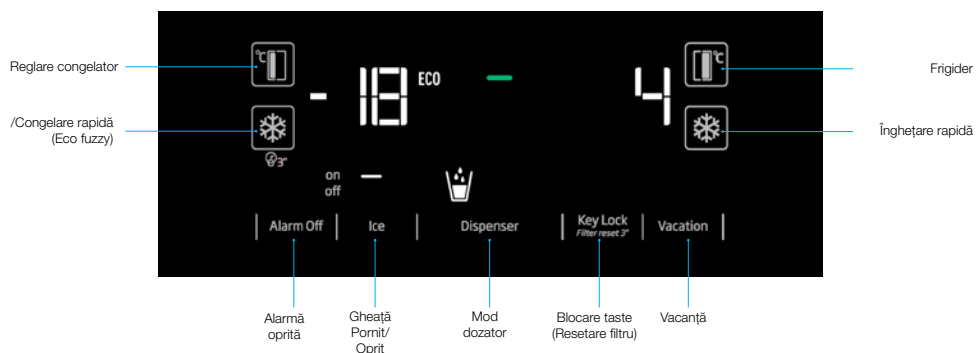 °C
°C
Reglare congelator
Frigider
- 18 ECO
4
/Congelare rapidă
(Eco fuzzy)
Înghețare rapidă
3"
on
off
Alarm Off
Ice
Dispenser
Key Lock
Filter reset 3"
Vacation
Alarmă
oprită
Gheață
Pornit/
Oprit
Mod
dozator
Blocare taste
(Resetare filtru)
Vacanță